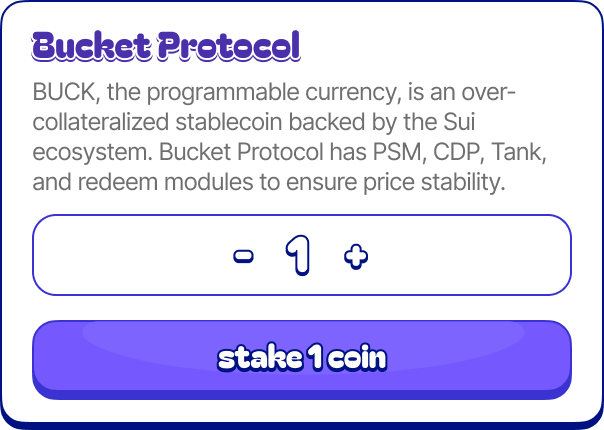 Bucket Protocol
BUCK, the programmable currency, is an over-
collateralized stablecoin backed by the Sui
ecosystem. Bucket Protocol has PSM, CDP, Tank,
and redeem modules to ensure price stability.
- 1 +
stake 1 coin